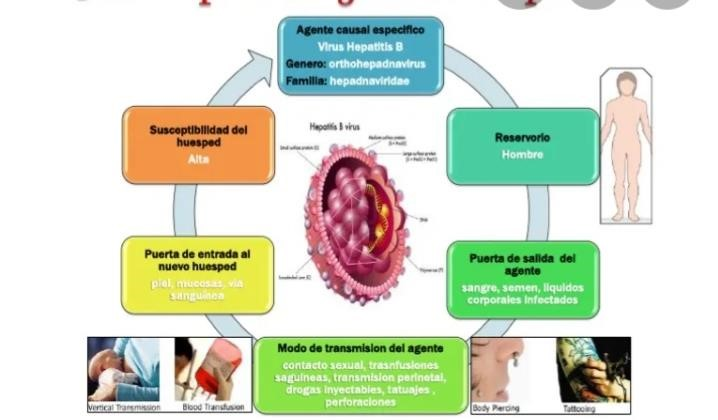 Agente causal especifico
Virus Hepatitis B
Genero: orthohepadnavirus
Familia: hepadnaviridae
Susceptibilidad del
huesped
Alta
Hepatitis B virus
Reservorio
Hombre
Puerta de entrada al
nuevo huesped
piel, mucosas, via
sanguinea
Puerta de salida del
agente
sangre, semen, liquidos
corporales infectados
Modo de transmision del agente
contacto sexual, trasnfusiones
saguineas, transmision perinetal,
drogas inyectables, tatuajes ,
perforaciones
Vertical Transmission
Blood Transfusion
Body Piercing
Tattooing